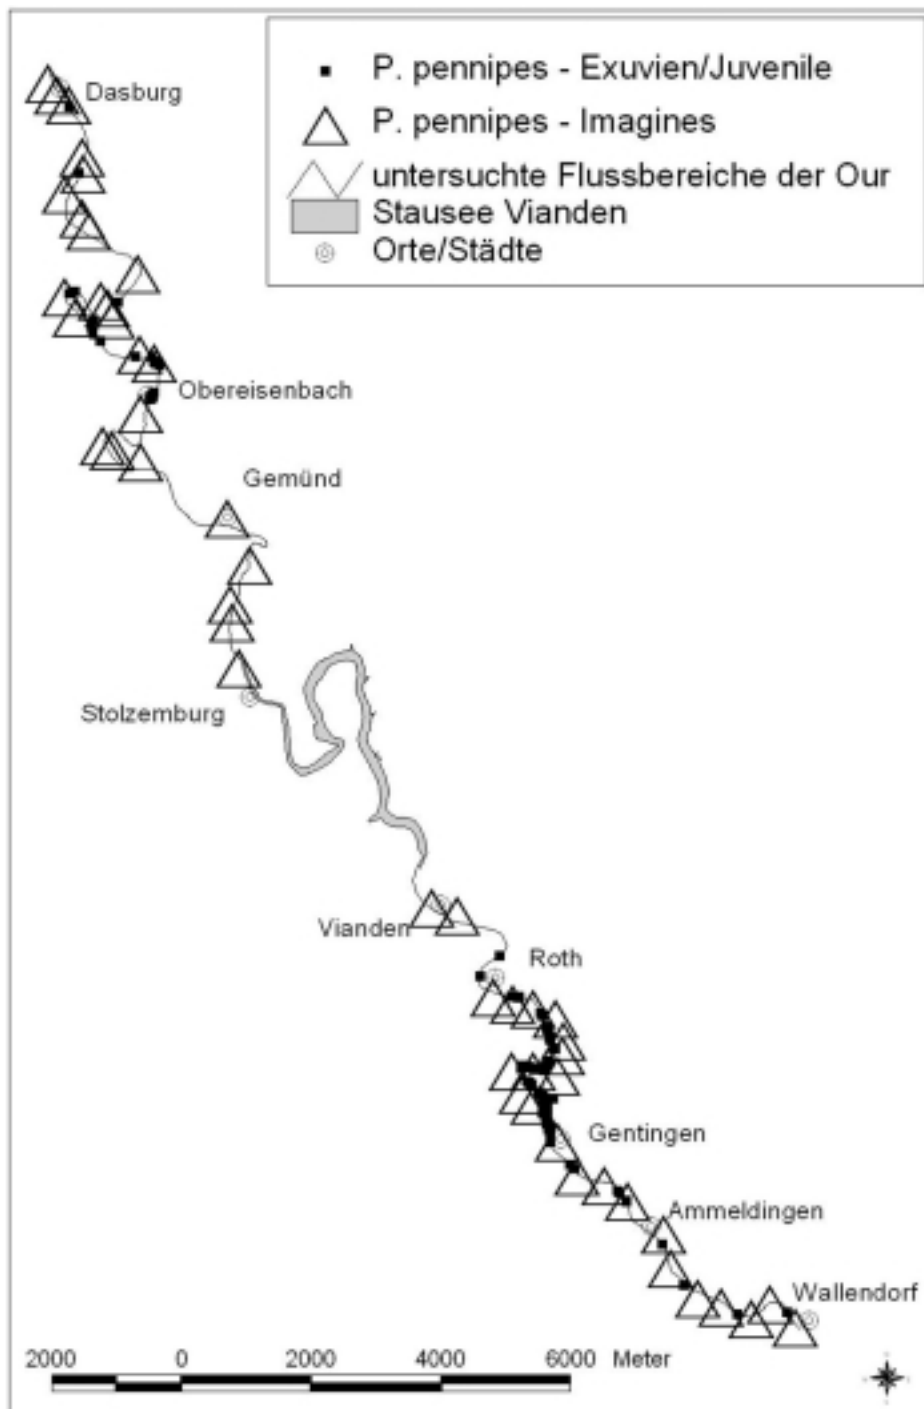 P. pennipes - Exuvien/Juvenile
P. pennipes - Imagines
untersuchte Flussbereiche der Our
Stausee Vianden
Orte/Städte
Dasburg
Obereisenbach
Gemünd
Stolzemburg
Vianden
Roth
Gentingen
Ammeldingen
Wallendorf
2000 0 2000 4000 6000 Meter